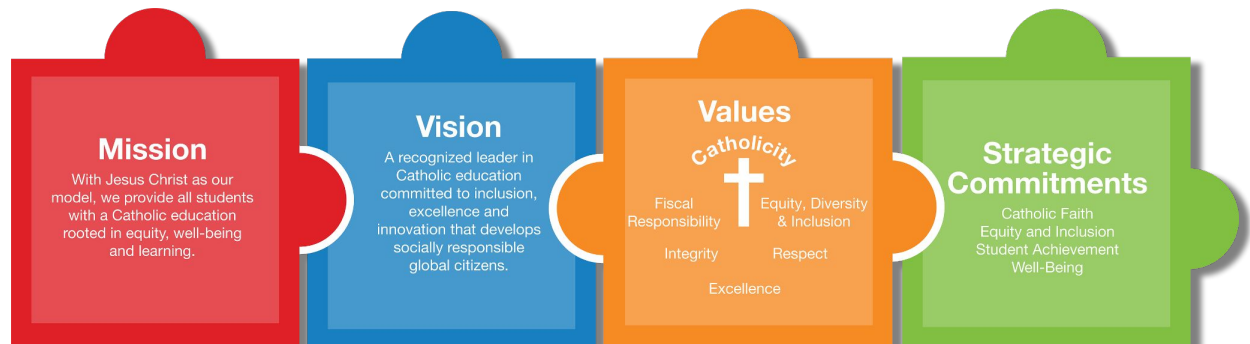 Mission
With Jesus Christ as our
model, we provide all students
with a Catholic education
rooted in equity, well-being
and learning.
Vision
A recognized leader in
Catholic education
committed to inclusion,
excellence and
innovation that develops
socially responsible
global citizens.
Values
Catholicity
Fiscal
Responsibility
Equity, Diversity
& Inclusion
Integrity
Respect
Excellence
Strategic
Commitments
Catholic Faith
Equity and Inclusion
Student Achievement
Well-Being